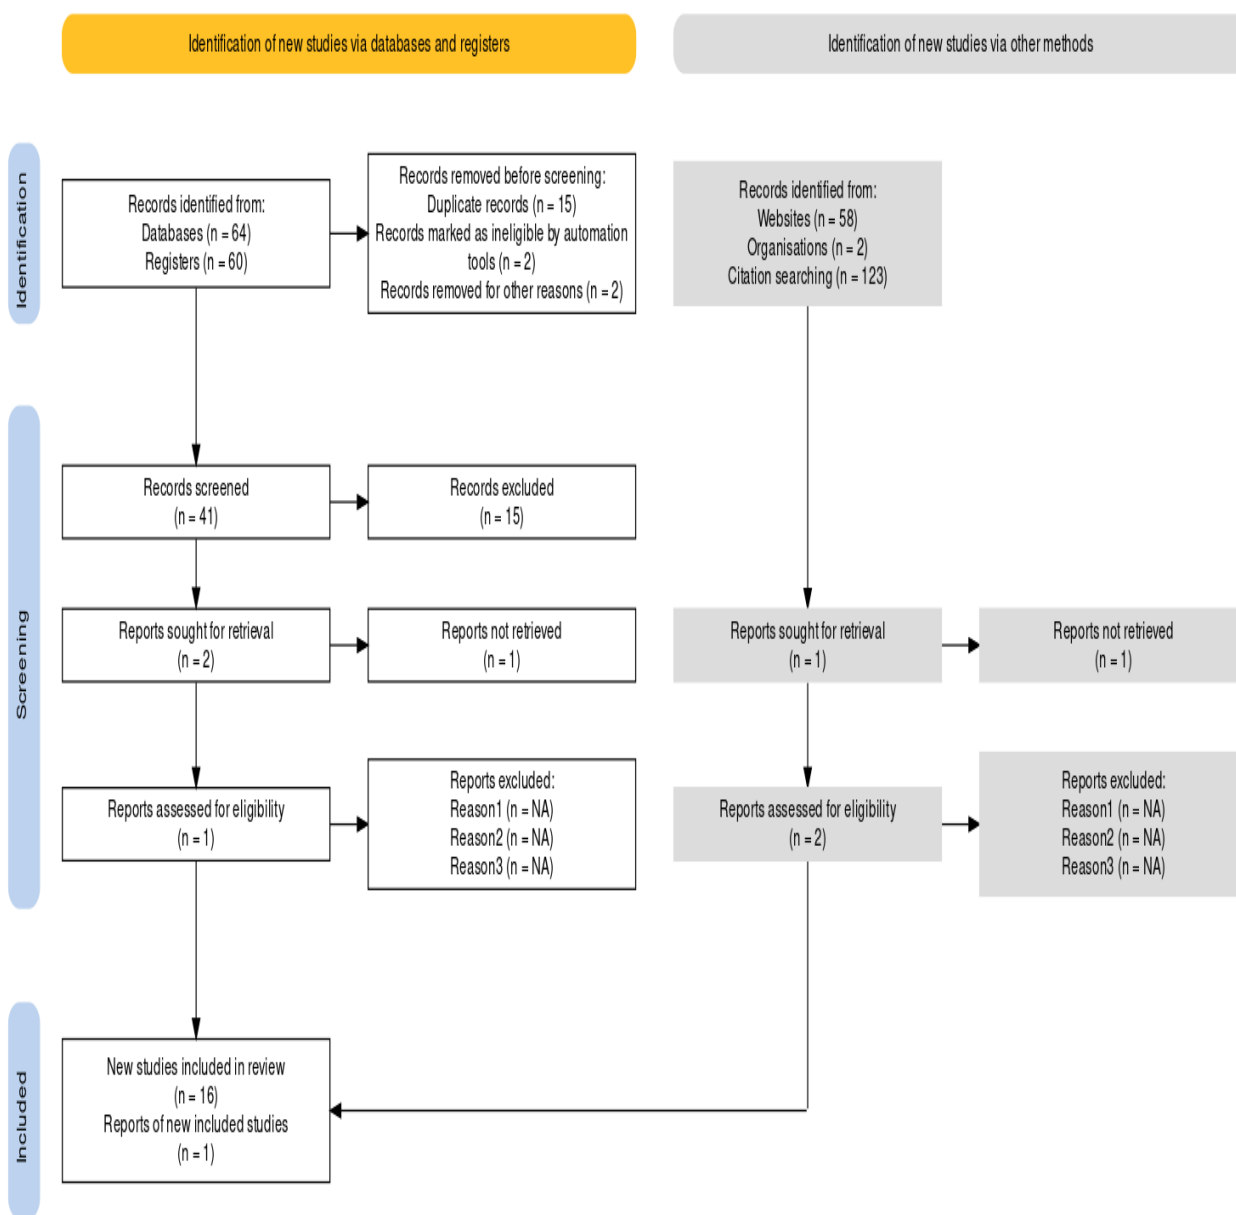 Identification of new studies via databases and registers
Identification of new studies via other methods
Identification
Records identified from:
Databases (n = 64)
Registers (n = 60)
Records removed before screening:
Duplicate records (n = 15)
Records marked as ineligible by automation
tools (n = 2)
Records removed for other reasons (n = 2)
Records identified from:
Websites (n = 58)
Organisations (n = 2)
Citation searching (n = 123)
Screening
Records screened
(n = 41)
Records excluded
(n = 15)
Reports sought for retrieval
(n = 2)
Reports not retrieved
(n = 1)
Reports sought for retrieval
(n = 1)
Reports not retrieved
(n = 1)
Reports assessed for eligibility
(n = 1)
Reports excluded:
Reason1 (n = NA)
Reason2 (n = NA)
Reason3 (n = NA)
Reports assessed for eligibility
(n = 2)
Reports excluded:
Reason1 (n = NA)
Reason2 (n = NA)
Reason3 (n = NA)
Included
New studies included in review
(n = 16)
Reports of new included studies
(n = 1)